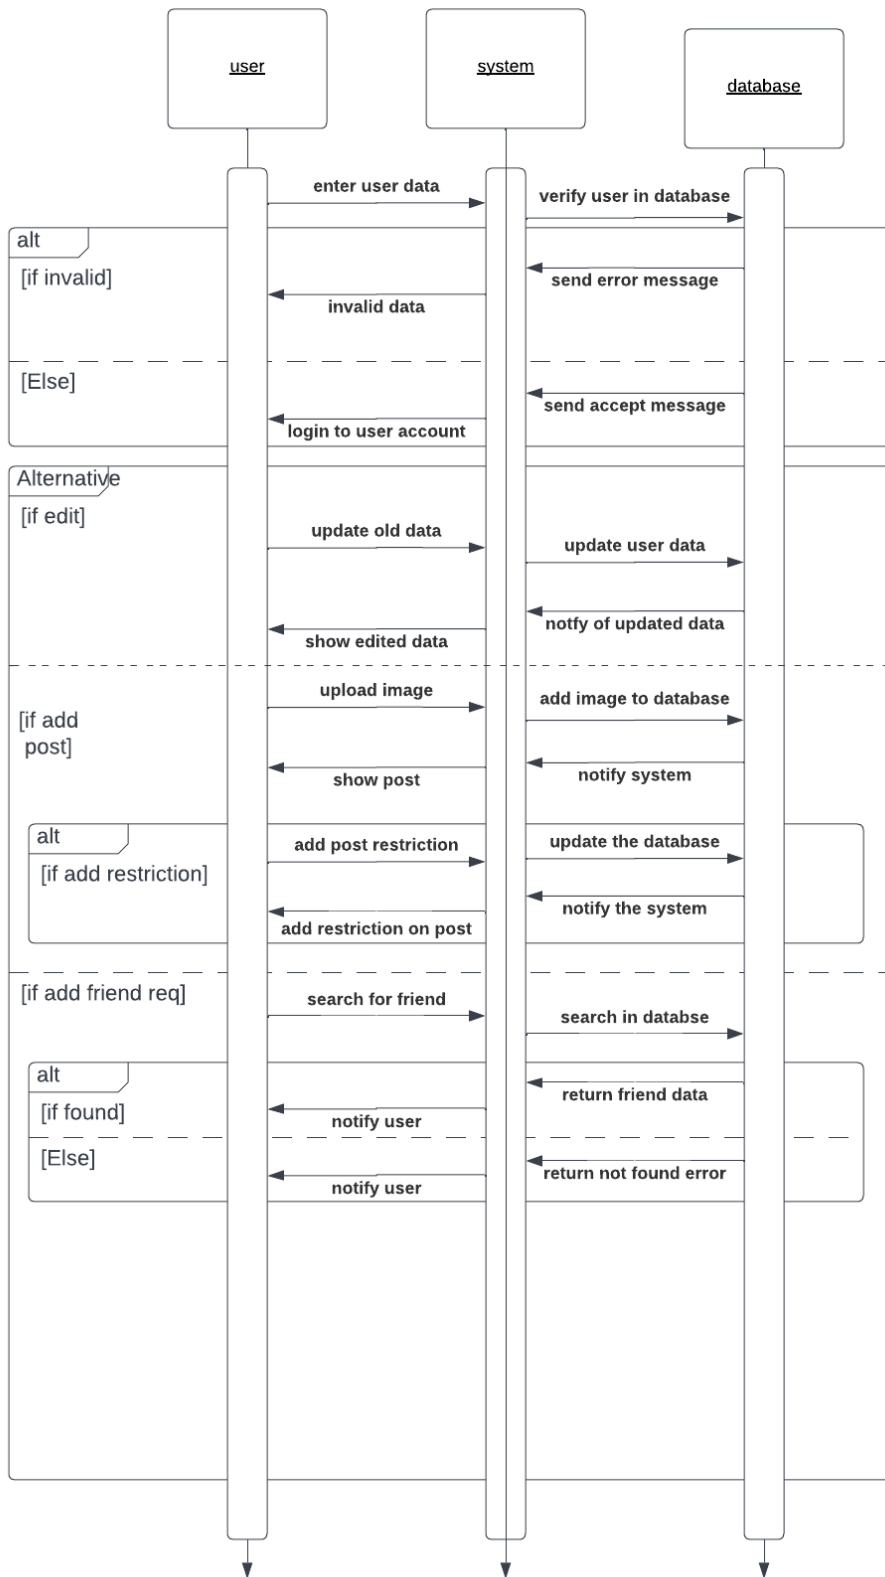 user
system
database
enter user data
verify user in database
alt
[if invalid]
send error message
invalid data
[Else]
send accept message
login to user account
Alternative
[if edit]
update old data
update user data
notfy of updated data
show edited data
upload image
add image to database
[if add
post]
notify system
show post
alt
add post restriction
update the database
[if add restriction]
notify the system
add restriction on post
[if add friend req]
search for friend
search in databse
alt
return friend data
[if found]
notify user
[Else]
return not found error
notify user